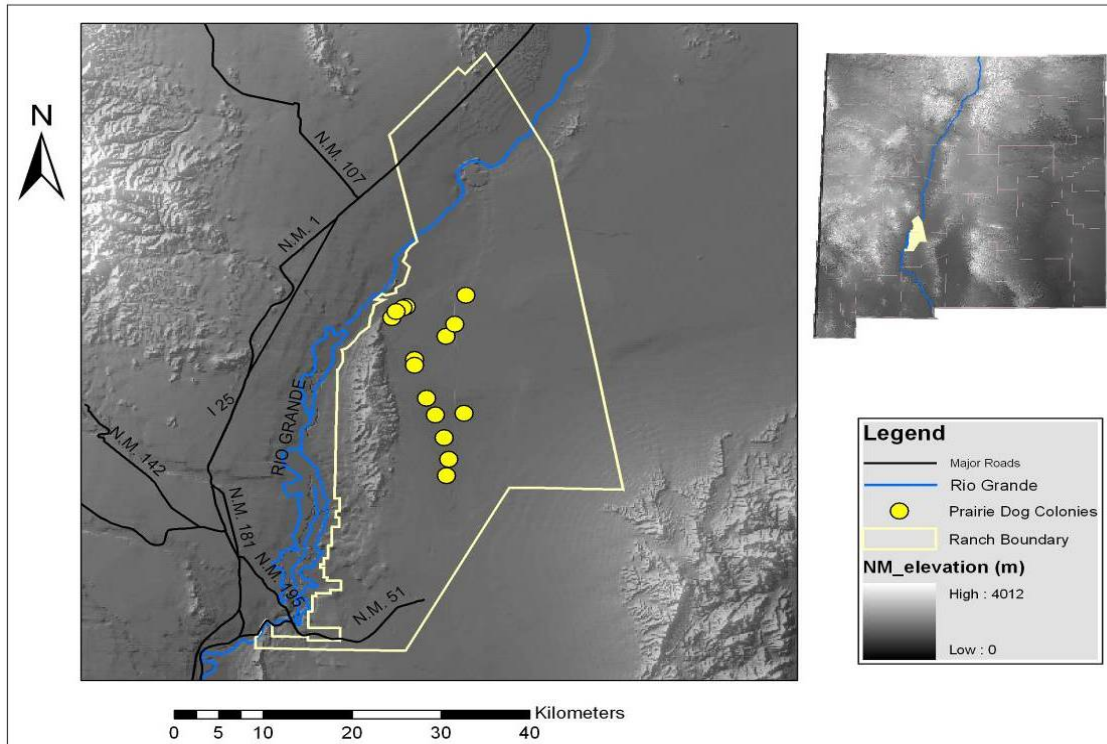 N
N.M. 107
N.M. 1
I 25
RIO GRANDE
N.M. 142
N.M. 181
N.M. 195
N.M. 51
Legend
Major Roads
Rio Grande
Prairie Dog Colonies
Ranch Boundary
NM_elevation (m)
High : 4012
Low : 0
Kilometers
0 5 10 20 30 40